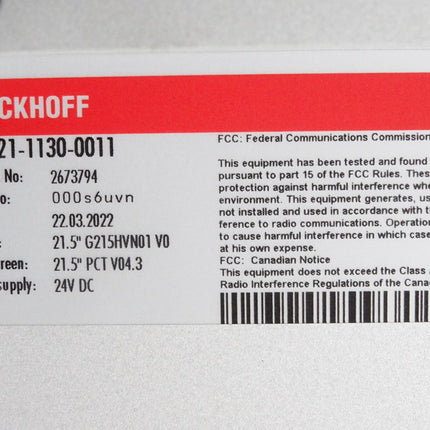 CKHOFF
21-1130-0011
No: 2673794
o: 000s6uvn
22.03.2022
: 21.5" G215HVN01 V0
reen: 21.5" PCT V04.3
supply: 24V DC
FCC: Federal Communications Commission
This equipment has been tested and found
pursuant to part 15 of the FCC Rules. These
protection against harmful interference whe
environment. This equipment generates, us
not installed and used in accordance with th
ference to radio communications. Operation
to cause harmful interference in which case
at his own expense.
FCC: Canadian Notice
This equipment does not exceed the Class A
Radio Interference Regulations of the Cana